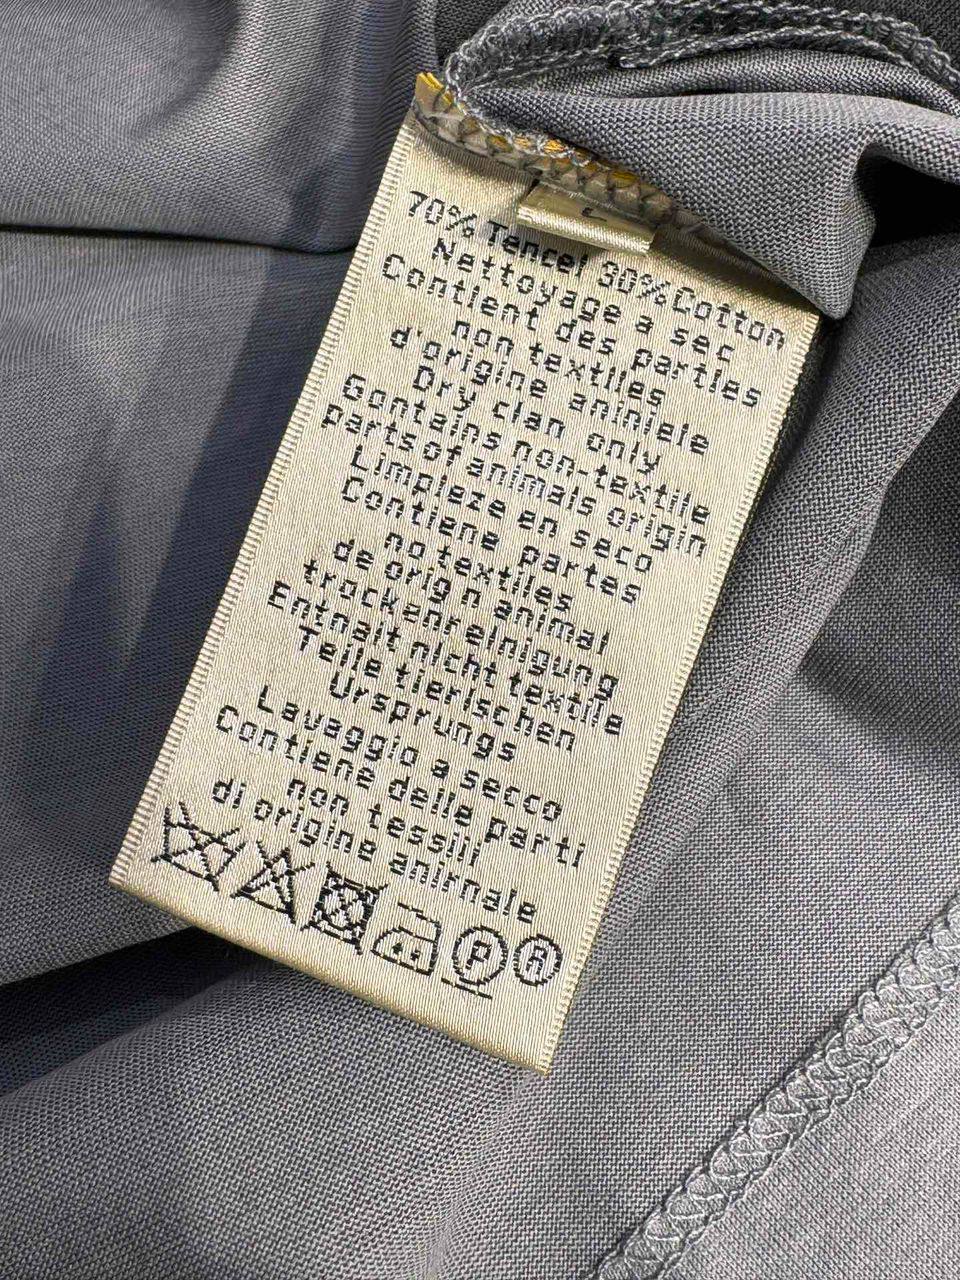 70% Tencel 30% Cotton
Nettoyage a sec
Contient des parties
non textiles
d'origine aniniele
Dry clan only
Gontains non-textile
parts of animals origin
Limpieze en seco
Contiene partes
no textiles
de orign animal
trockenreinigung
Entnait nicht textile
Teile tierischen
Ursprungs
Lavaggio a secco
Contiene delle parti
non tessili
di origine anirnale
P
A